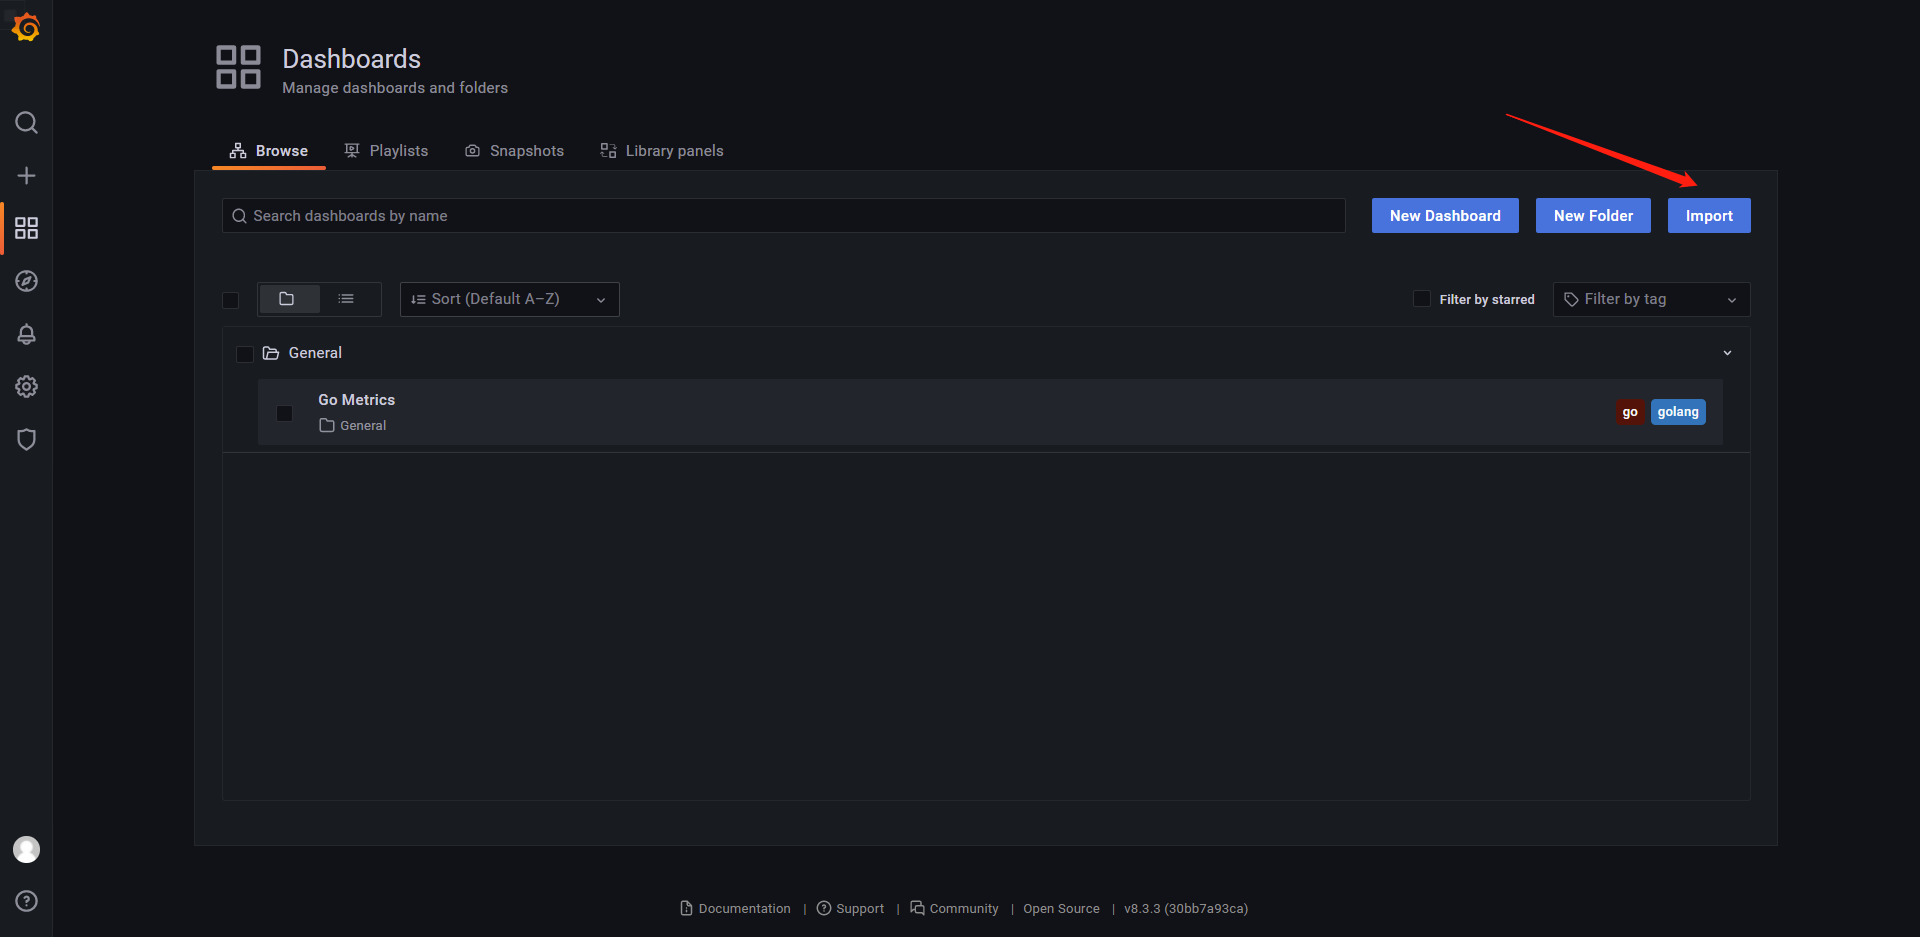 Dashboards
Manage dashboards and folders
Browse Playlists Snapshots Library panels
Search dashboards by name New Dashboard New Folder Import
Sort (Default A–Z) Filter by starred Filter by tag
General
Go Metrics
General
go golang
Documentation | Support | Community | Open Source | v8.3.3 (30bb7a93ca)